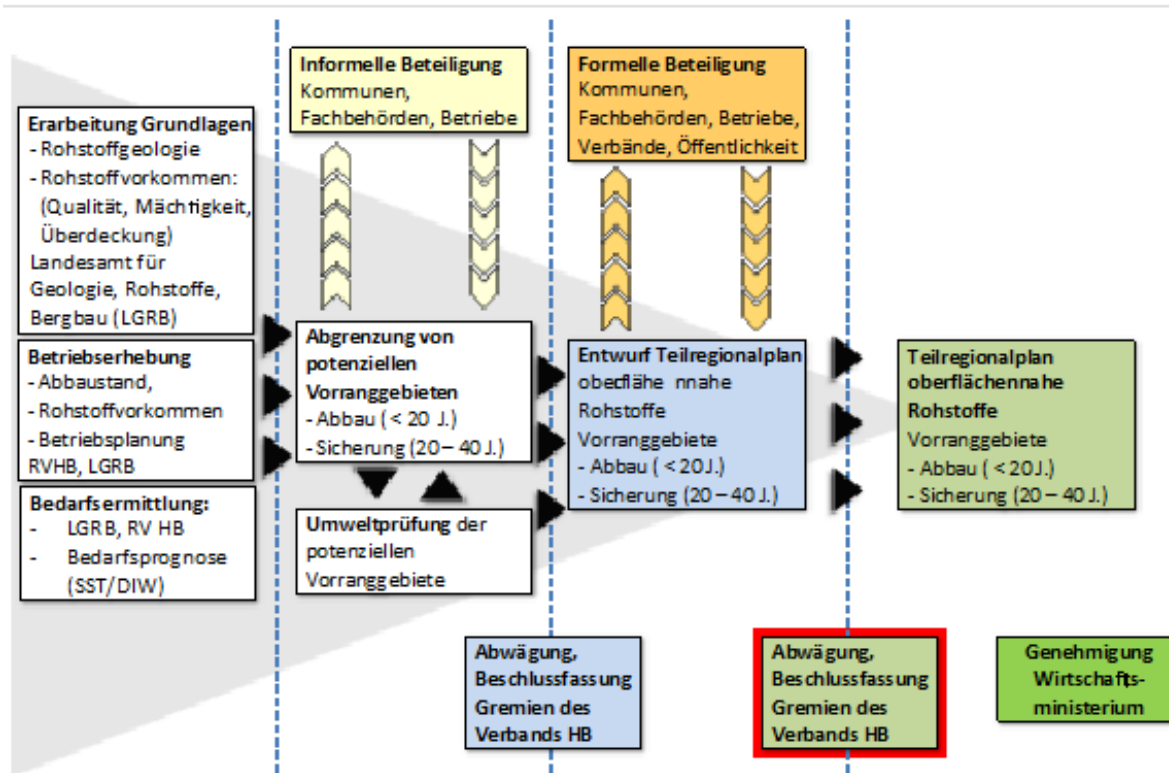 Informelle Beteiligung
Kommunen,
Fachbehörden, Betriebe
Formelle Beteiligung
Kommunen,
Fachbehörden, Betriebe,
Verbände, Öffentlichkeit
Erarbeitung Grundlagen
- Rohstoffgeologie
- Rohstoffvorkommen:
(Qualität, Mächtigkeit,
Überdeckung)
Landesamt für
Geologie, Rohstoffe,
Bergbau (LGRB)
Betriebserhebung
- Abbaustand,
- Rohstoffvorkommen
- Betriebsplanung
RVHB, LGRB
Bedarfsermittlung:
- LGRB, RV HB
- Bedarfsprognose
(SST/DIW)
Abgrenzung von
potenziellen
Vorranggebieten
- Abbau ( < 20 J.)
- Sicherung (20 – 40 J.)
Umweltprüfung der
potenziellen
Vorranggebiete
Entwurf Teilregionalplan
obecflähe nnahe
Rohstoffe
Vorranggebiete
- Abbau ( < 20 J.)
- Sicherung (20 – 40 J.)
Teilregionalplan
oberflächennahe
Rohstoffe
Vorranggebiete
- Abbau ( < 20 J.)
- Sicherung (20 – 40 J.)
Abwägung,
Beschlussfassung
Gremien des
Verbands HB
Abwägung,
Beschlussfassung
Gremien des
Verbands HB
Genehmigung
Wirtschafts-
ministerium